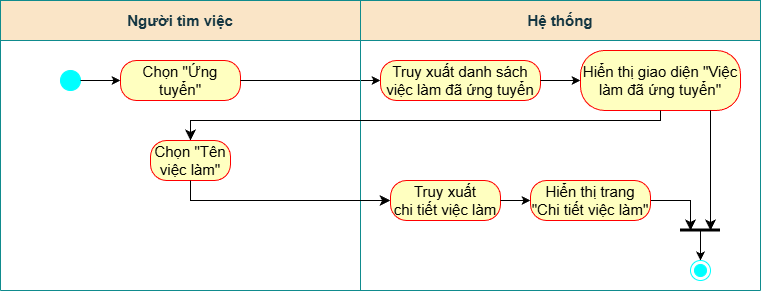 Người tìm việc
Hệ thống
Chọn "Ứng
tuyển"
Truy xuất danh sách
việc làm đã ứng tuyển
Hiển thị giao diện "Việc
làm đã ứng tuyển"
Chọn "Tên
việc làm"
Truy xuất
chi tiết việc làm
Hiển thị trang
"Chi tiết việc làm"